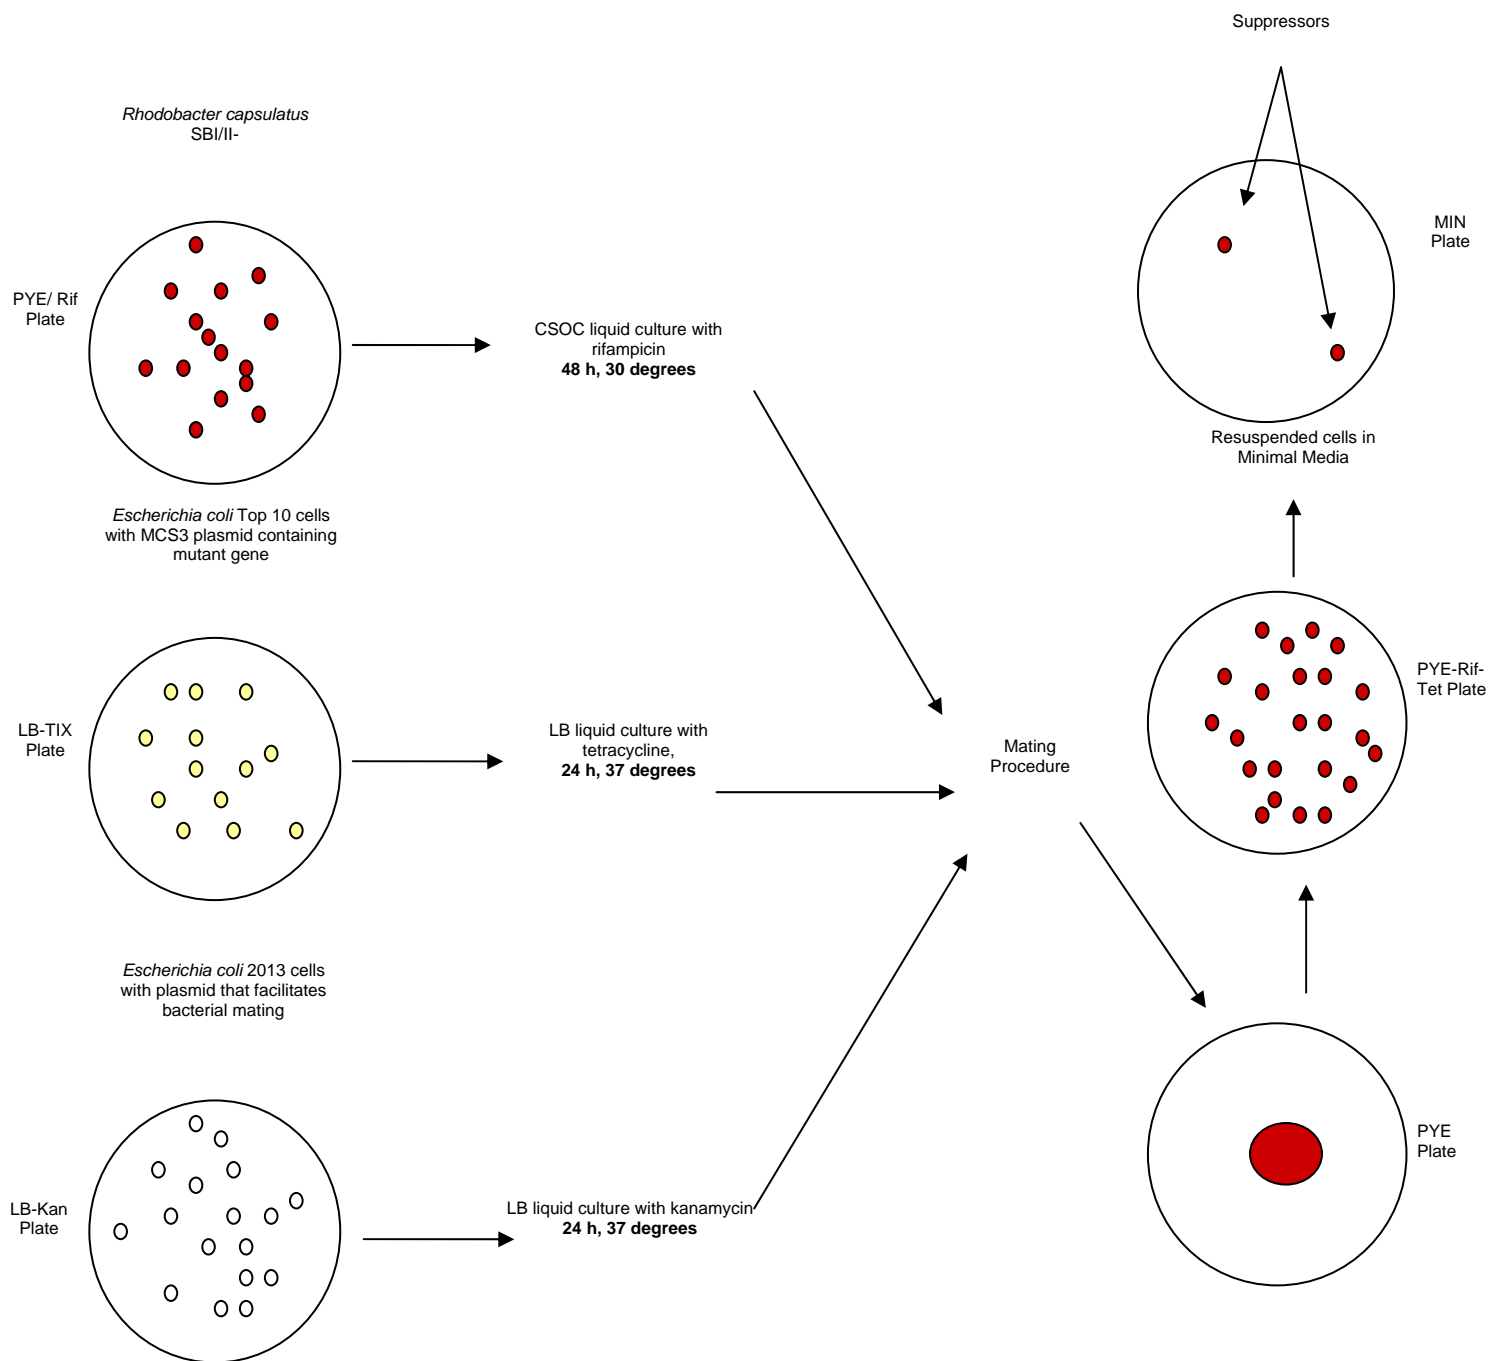 Suppressors
Rhodobacter capsulatus
SBI/II-
PYE/ Rif
Plate
CSOC liquid culture with
rifampicin
48 h, 30 degrees
MIN
Plate
Resuspended cells in
Minimal Media
Escherichia coli Top 10 cells
with MCS3 plasmid containing
mutant gene
LB-TIX
Plate
LB liquid culture with
tetracycline,
24 h, 37 degrees
Mating
Procedure
PYE-Rif-
Tet Plate
Escherichia coli 2013 cells
with plasmid that facilitates
bacterial mating
LB-Kan
Plate
LB liquid culture with kanamycin
24 h, 37 degrees
PYE
Plate